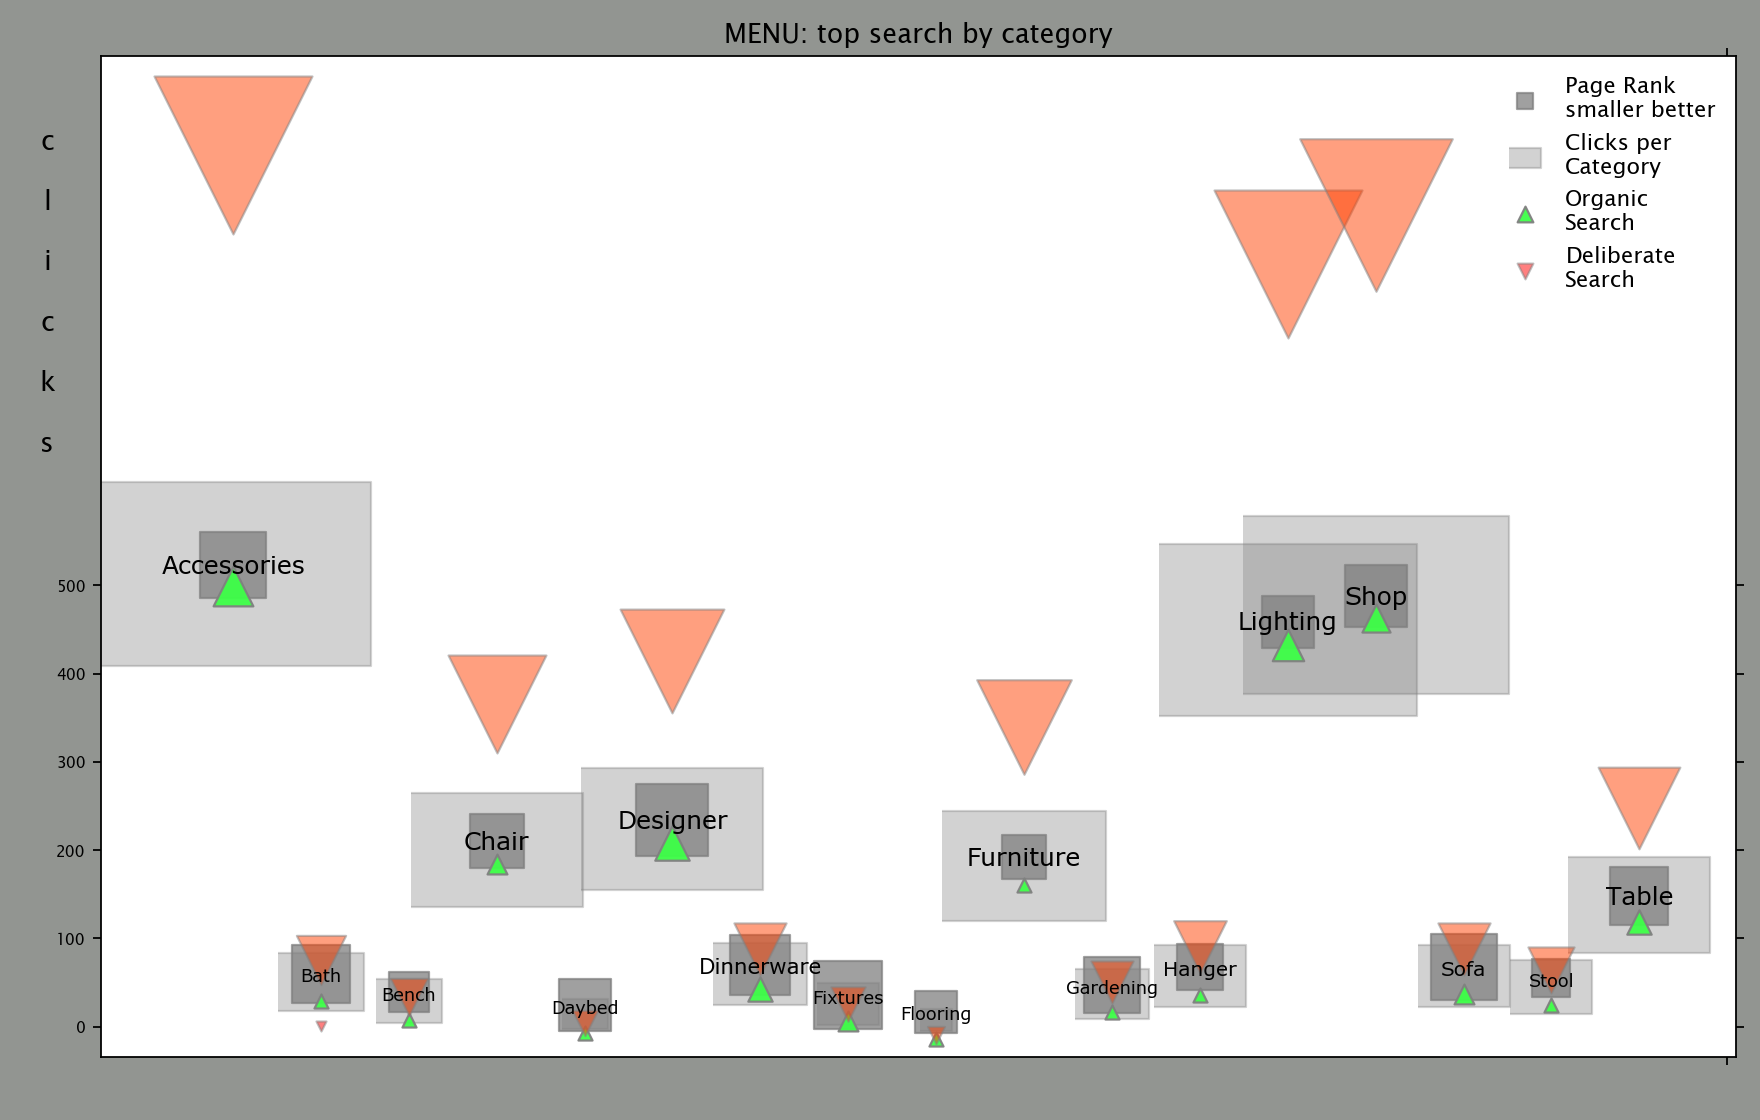 MENU: top search by category
c
l
i
c
k
s
Page Rank
smaller better
Clicks per
Category
Organic
Search
Deliberate
Search
500
400
300
200
100
0
Accessories
Shop
Lighting
Designer
Chair
Furniture
Table
Dinnerware
Hanger
Sofa
Bath
Stool
Gardening
Bench
Fixtures
Daybed
Flooring